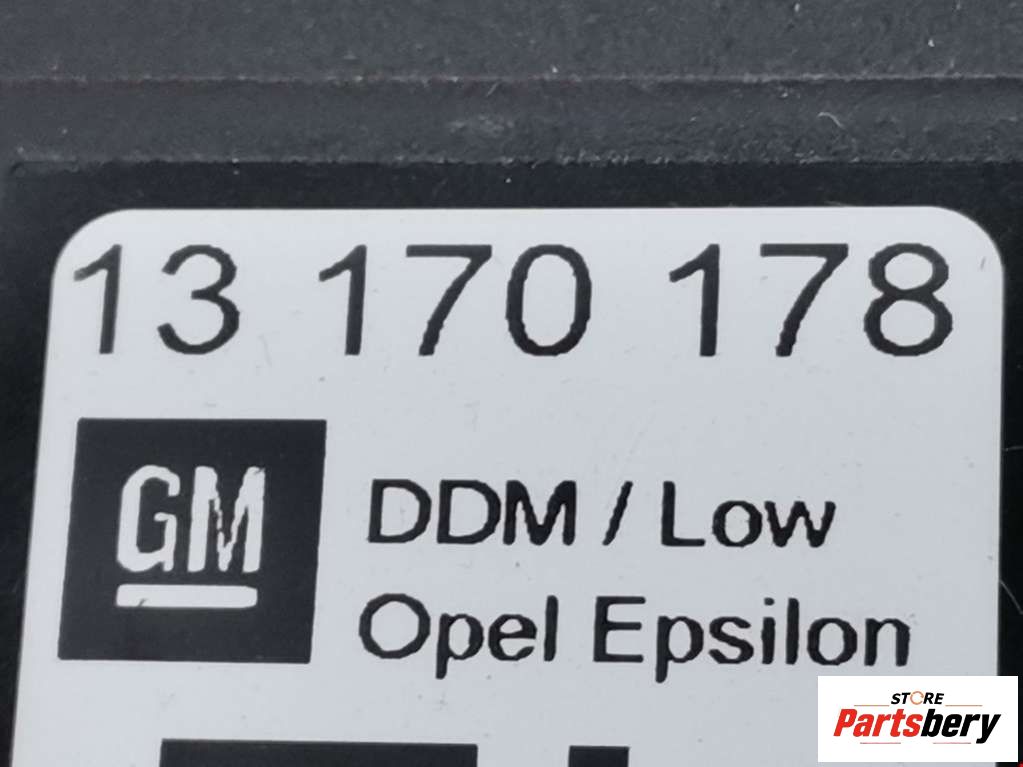 13 170 178
GM
DDM / Low
Opel Epsilon
STORE
Partsbery